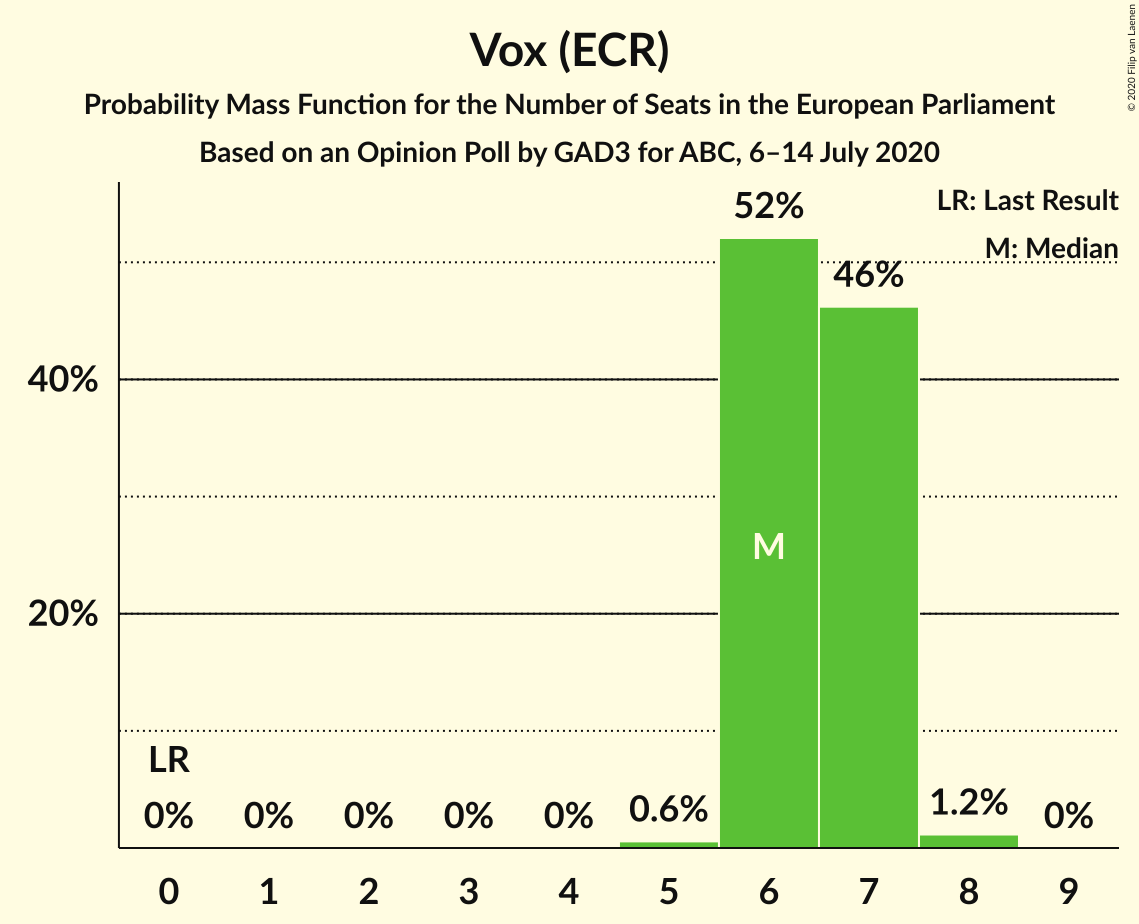 Vox (ECR)
Probability Mass Function for the Number of Seats in the European Parliament
Based on an Opinion Poll by GAD3 for ABC, 6–14 July 2020
© 2020 Filip van Laenen
LR: Last Result
M: Median
52%
46%
40%
M
20%
LR
0% 0% 0% 0% 0% 0.6% 1.2% 0%
0 1 2 3 4 5 6 7 8 9